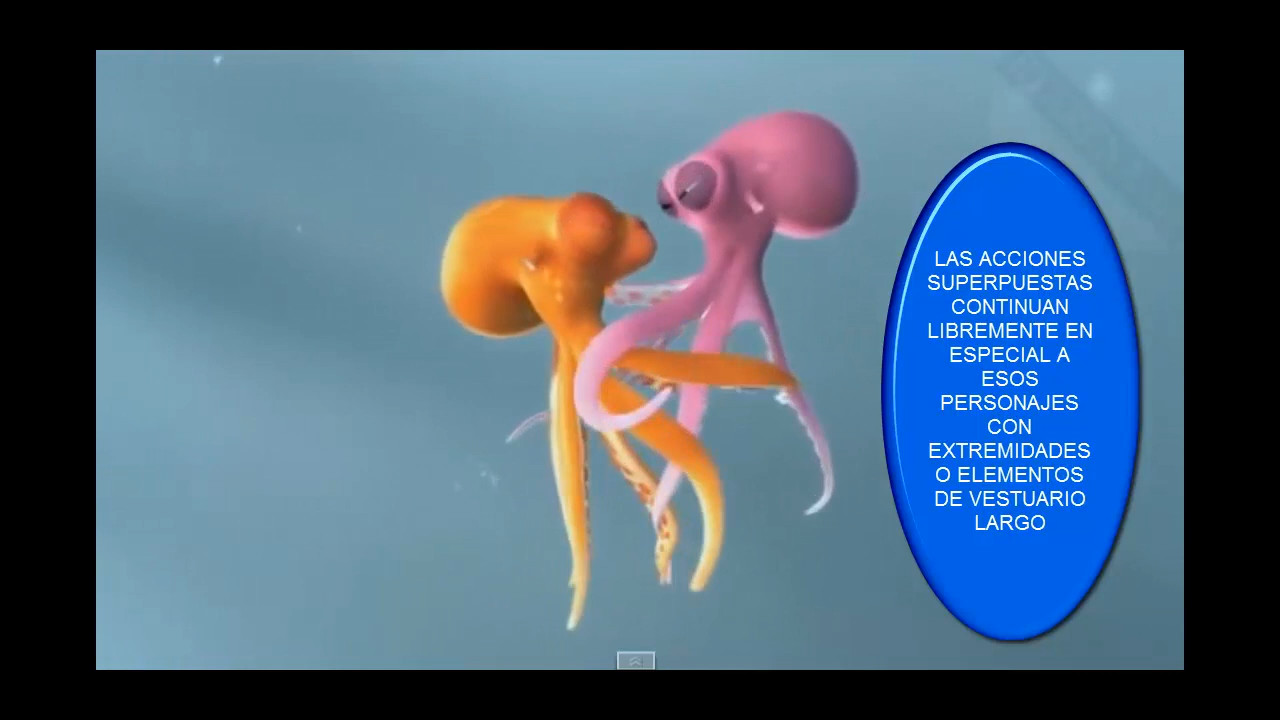 LAS ACCIONES
SUPERPUESTAS
CONTINUAN
LIBREMENTE EN
ESPECIAL A
ESOS
PERSONAJES
CON
EXTREMIDADES
O ELEMENTOS
DE VESTUARIO
LARGO